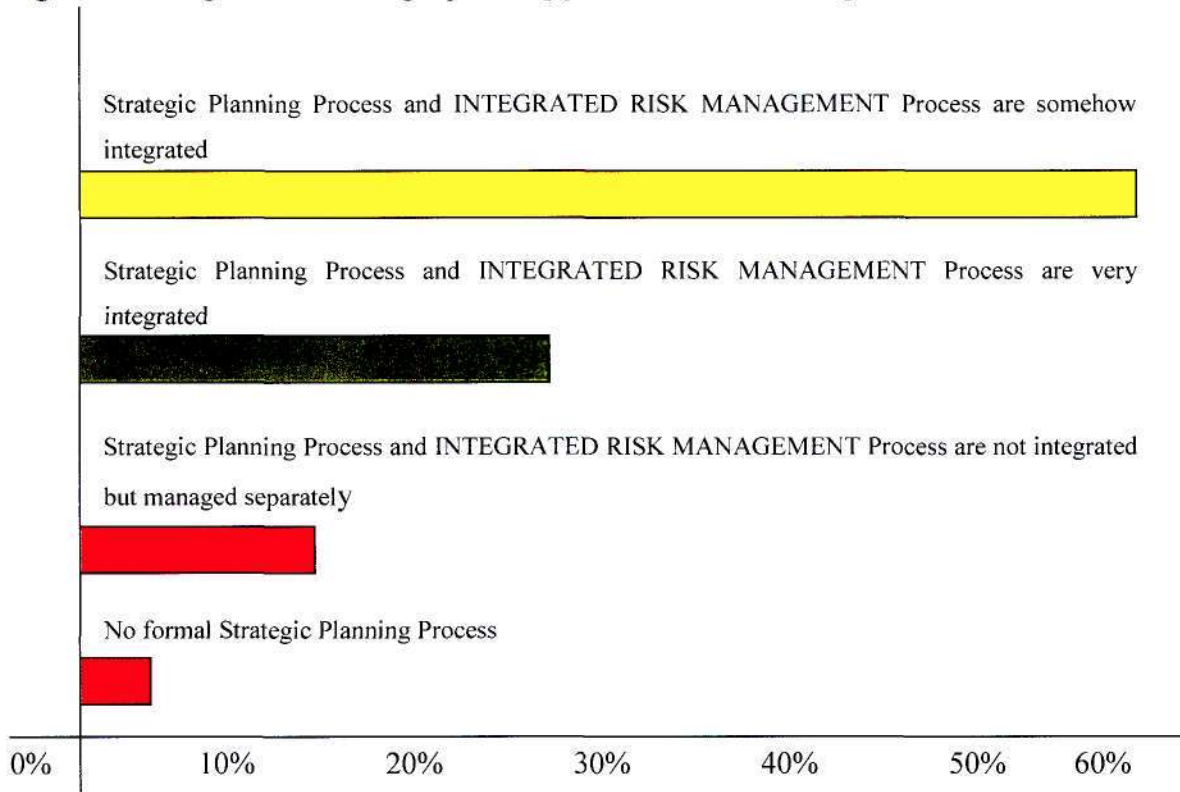 Strategic Planning Process and INTEGRATED RISK MANAGEMENT Process are somehow
integrated
Strategic Planning Process and INTEGRATED RISK MANAGEMENT Process are very
integrated
Strategic Planning Process and INTEGRATED RISK MANAGEMENT Process are not integrated
but managed separately
No formal Strategic Planning Process
0% 10% 20% 30% 40% 50% 60%